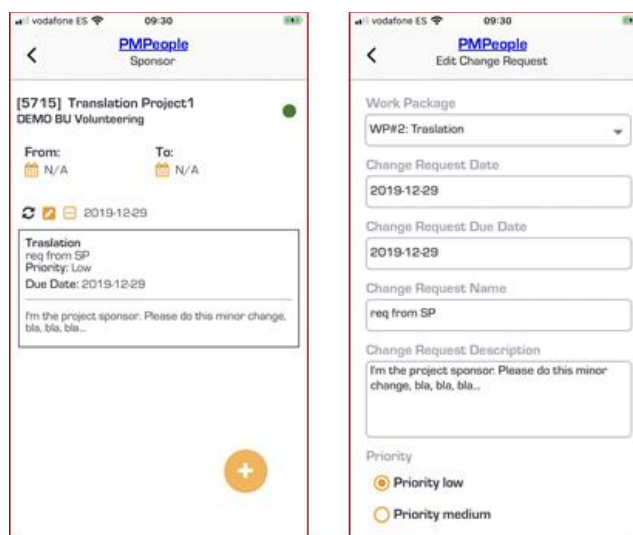 vodafone ES 09:30
PMPeople
Sponsor
[5715] Translation Project1
DEMO BU Volunteering
From: To:
N/A N/A
2019-12-29
Traslation
req from SP
Priority: Low
Due Date: 2019-12-29
I'm the project sponsor. Please do this minor change,
bla, bla, bla...
vodafone ES 09:30
PMPeople
Edit Change Request
Work Package
WP#2: Traslation
Change Request Date
2019-12-29
Change Request Due Date
2019-12-29
Change Request Name
req from SP
Change Request Description
I'm the project sponsor. Please do this minor
change, bla, bla, bla...
Priority
Priority low
Priority medium